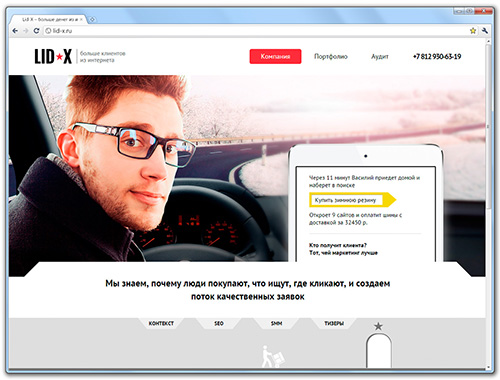 Lid-X – больше денег из и
lid-x.ru
LID★X
больше клиентов
из интернета
Компания
Портфолио
Аудит
+7 812 930-63-19
Через 11 минут Василий приедет домой и
наберет в поиске
Купить зимнюю резину
Откроет 9 сайтов и оплатит шины с
доставкой за 32450 р.
Кто получит клиента?
Тот, чей маркетинг лучше
Мы знаем, почему люди покупают, что ищут, где кликают, и создаем
поток качественных заявок
КОНТЕКСТ
SEO
SMM
ТИЗЕРЫ